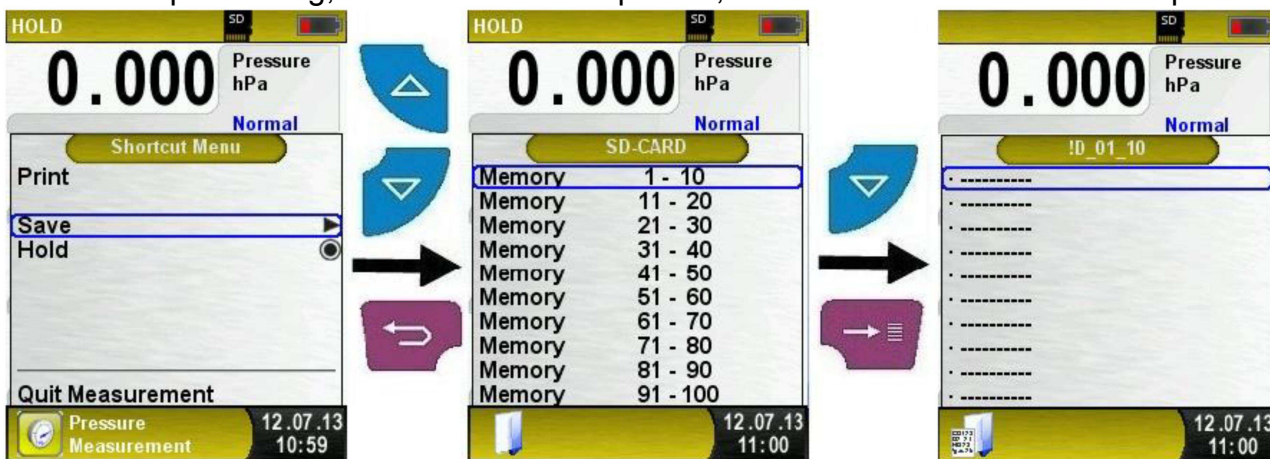 HOLD SD
0.000 Pressure
hPa
Normal
Shortcut Menu
Print
Save
Hold
Quit Measurement
Pressure
Measurement
12.07.13
10:59
HOLD SD
0.000 Pressure
hPa
Normal
SD-CARD
Memory 1 - 10
Memory 11 - 20
Memory 21 - 30
Memory 31 - 40
Memory 41 - 50
Memory 51 - 60
Memory 61 - 70
Memory 71 - 80
Memory 81 - 90
Memory 91 - 100
12.07.13
11:00
SD
0.000 Pressure
hPa
Normal
!D_01_10
· ----------
· ----------
· ----------
· ----------
· ----------
· ----------
· ----------
· ----------
· ----------
· ----------
12.07.13
11:00